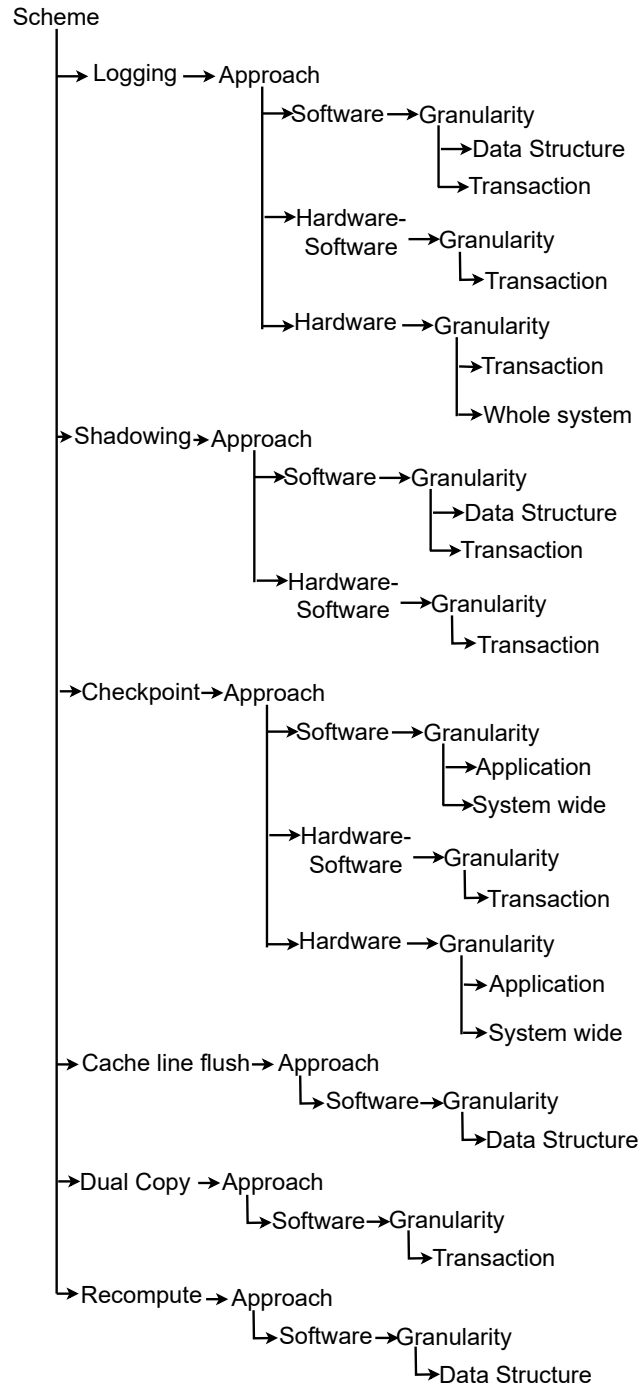 Scheme
Logging Approach
Software Granularity
Data Structure
Transaction
Hardware-
Software Granularity
Transaction
Hardware Granularity
Transaction
Whole system
Shadowing Approach
Software Granularity
Data Structure
Transaction
Hardware-
Software Granularity
Transaction
Checkpoint Approach
Software Granularity
Application
System wide
Hardware-
Software Granularity
Transaction
Hardware Granularity
Application
System wide
Cache line flush Approach
Software Granularity
Data Structure
Dual Copy Approach
Software Granularity
Transaction
Recompute Approach
Software Granularity
Data Structure